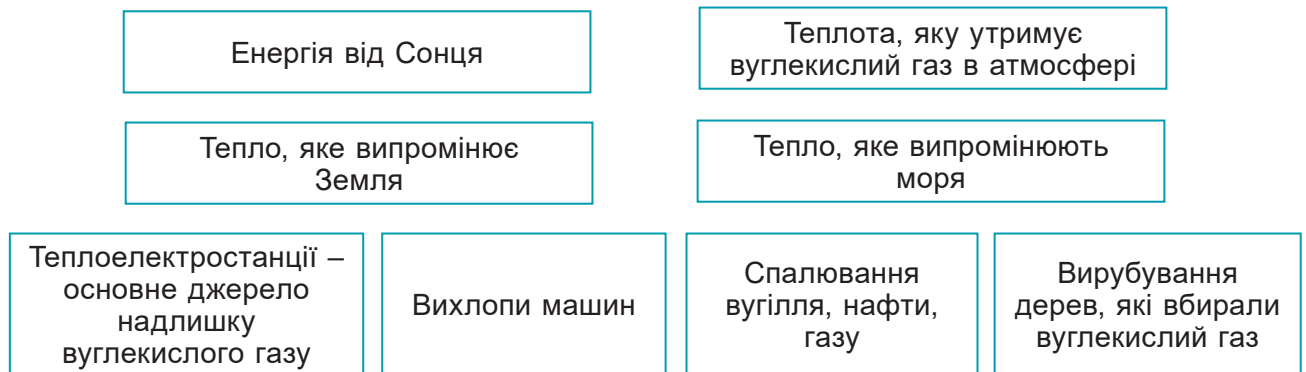 Енергія від Сонця
Теплота, яку утримує
вуглекислий газ в атмосфері
Тепло, яке випромінює
Земля
Тепло, яке випромінюють
моря
Теплоелектростанції –
основне джерело
надлишку
вуглекислого газу
Вихлопи машин
Спалювання
вугілля, нафти,
газу
Вирубування
дерев, які вбирали
вуглекислий газ